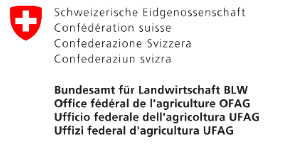 Schweizerische Eidgenossenschaft
Confédération suisse
Confederazione Svizzera
Confederaziun svizra
Bundesamt für Landwirtschaft BLW
Office fédéral de l'agriculture OFAG
Ufficio federale dell'agricoltura UFAG
Uffizi federal d'agricultura UFAG